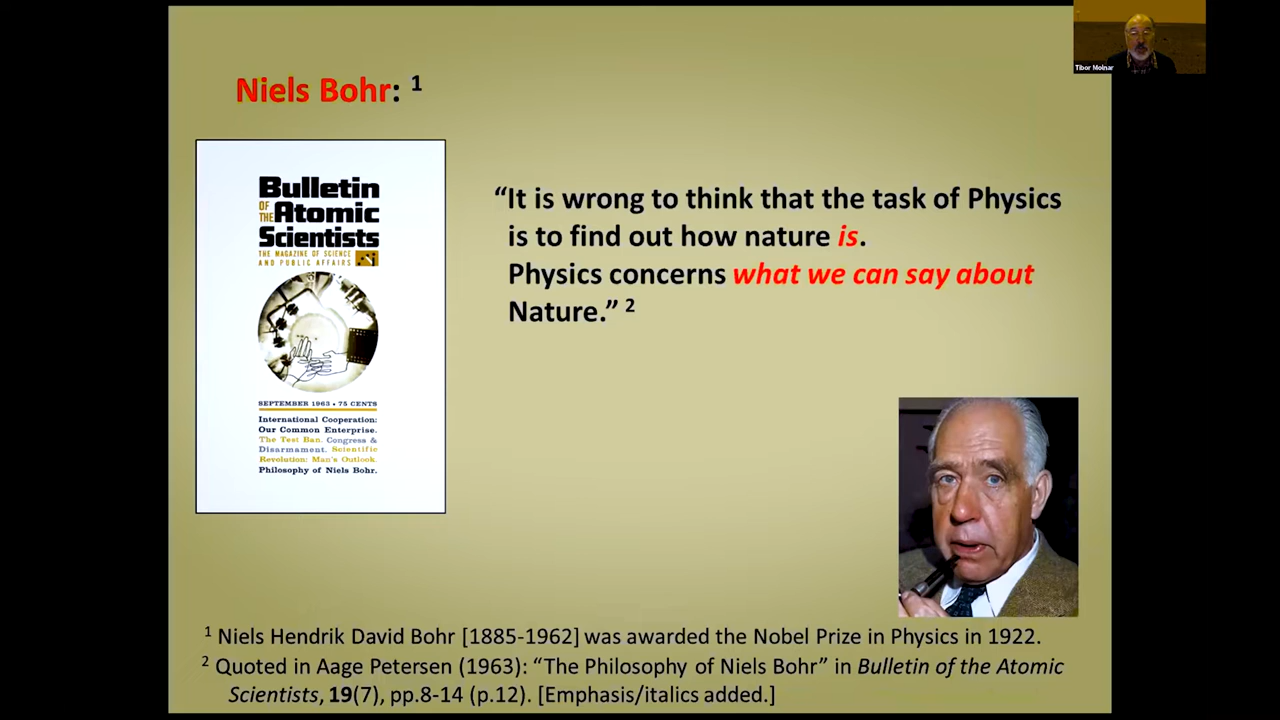 Tibor Molnar
Niels Bohr: 1
Bulletin
OF THE Atomic
Scientists
THE MAGAZINE OF SCIENCE
AND PUBLIC AFFAIRS
SEPTEMBER 1963 • 75 CENTS
International Cooperation:
Our Common Enterprise.
The Test Ban. Congress &
Disarmament. Scientific
Revolution: Man's Outlook.
Philosophy of Niels Bohr.
“It is wrong to think that the task of Physics
is to find out how nature is.
Physics concerns what we can say about
Nature.” 2
1 Niels Hendrik David Bohr [1885-1962] was awarded the Nobel Prize in Physics in 1922.
2 Quoted in Aage Petersen (1963): “The Philosophy of Niels Bohr” in Bulletin of the Atomic
Scientists, 19(7), pp.8-14 (p.12). [Emphasis/italics added.]